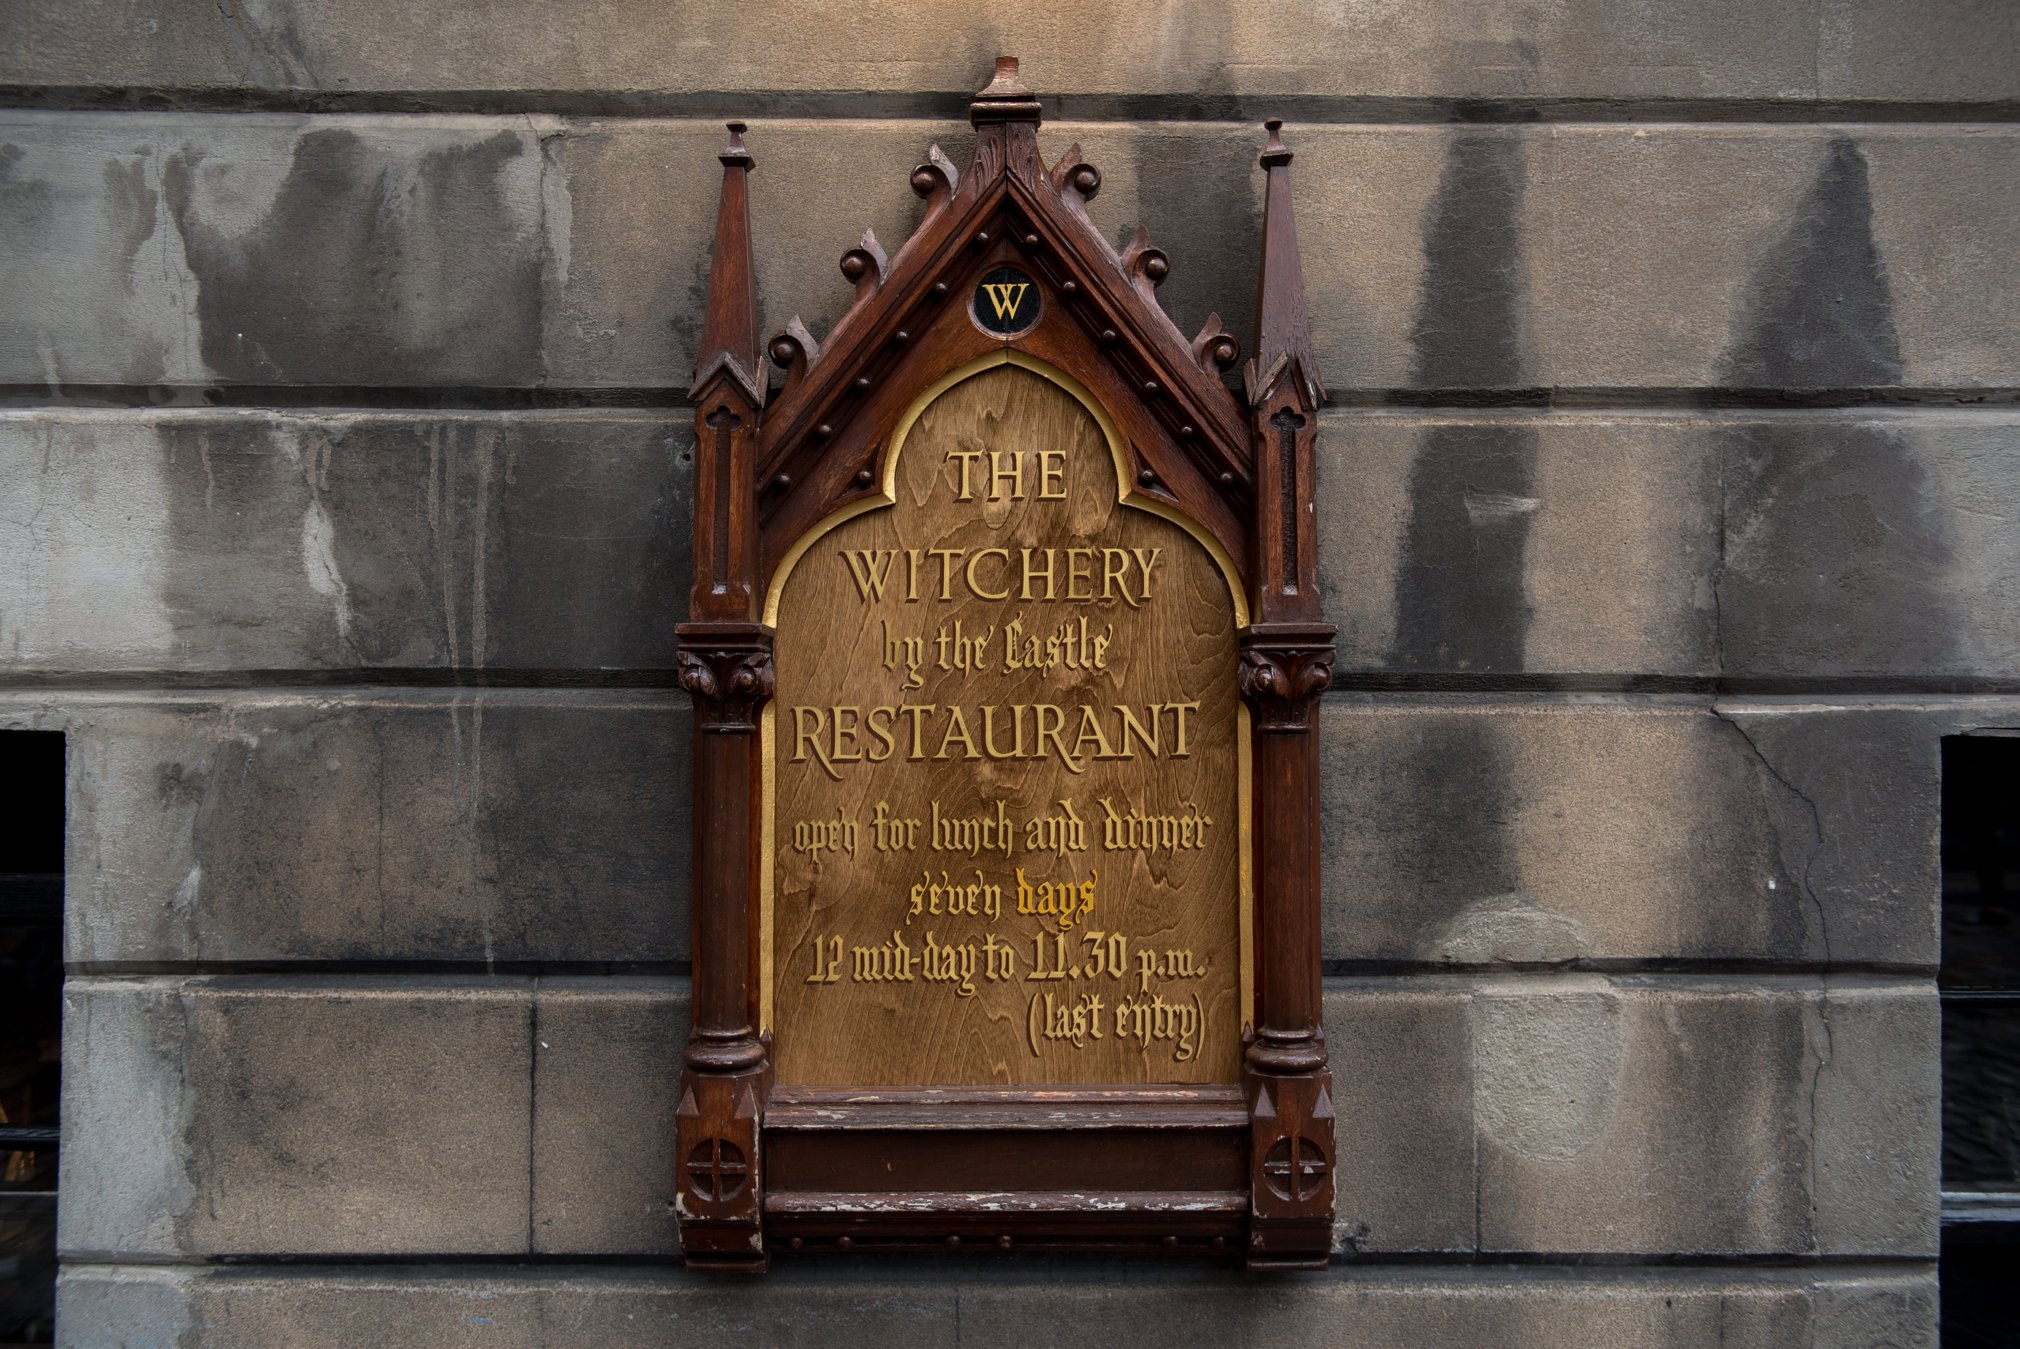 W
THE
WITCHERY
by the Castle
RESTAURANT
open for lunch and dinner
seven days
12 mid-day to 11.30 p.m.
(last entry)